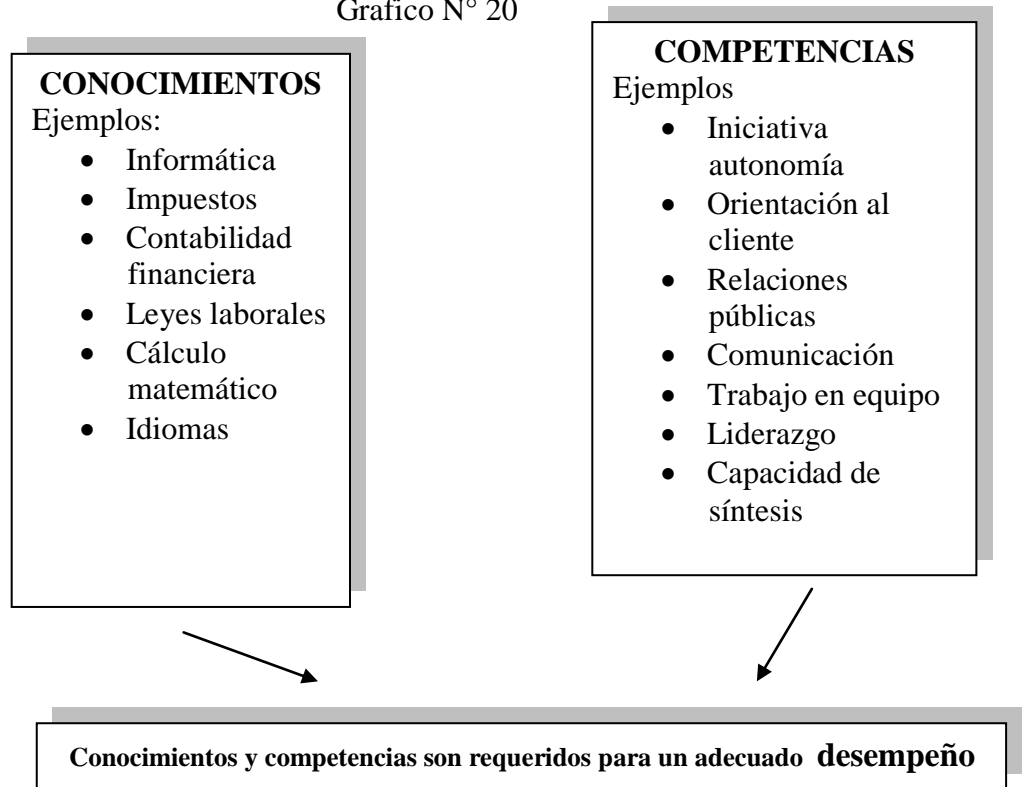 Grafico N° 20
CONOCIMIENTOS
Ejemplos:
• Informática
• Impuestos
• Contabilidad
financiera
• Leyes laborales
• Cálculo
matemático
• Idiomas
COMPETENCIAS
Ejemplos
• Iniciativa
autonomía
• Orientación al
cliente
• Relaciones
públicas
• Comunicación
• Trabajo en equipo
• Liderazgo
• Capacidad de
síntesis
Conocimientos y competencias son requeridos para un adecuado desempeño